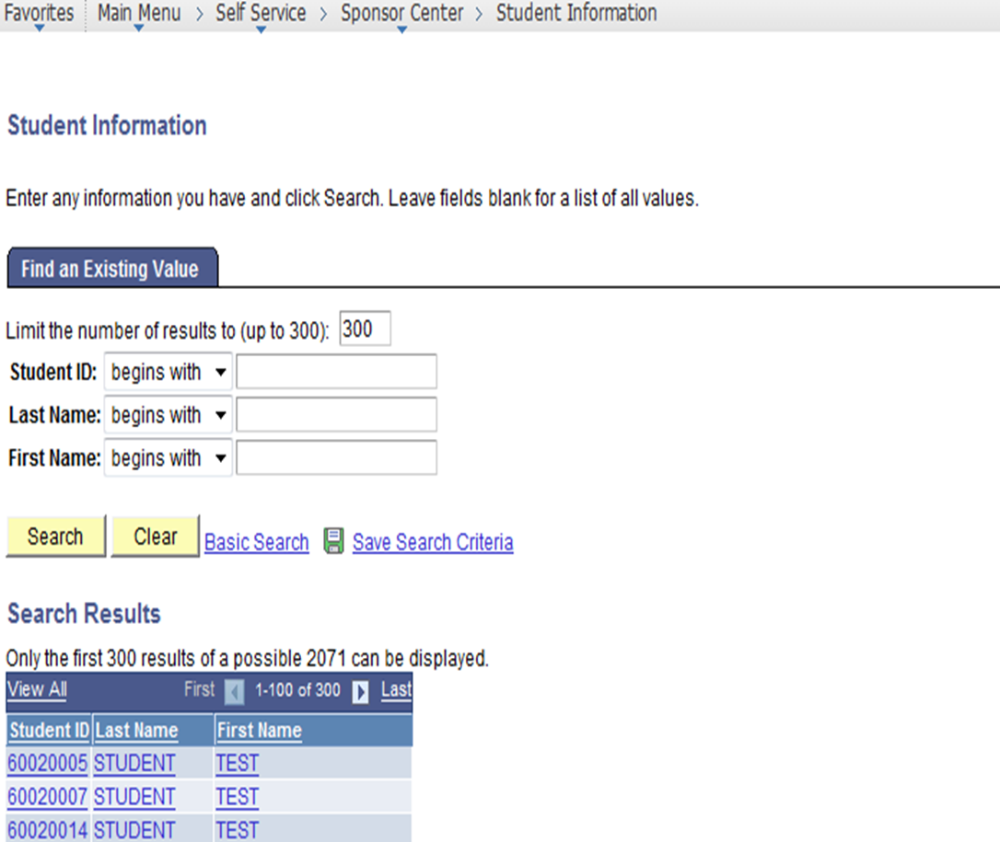 Favorites Main Menu > Self Service > Sponsor Center > Student Information
Student Information
Enter any information you have and click Search. Leave fields blank for a list of all values.
Find an Existing Value
Limit the number of results to (up to 300): 300
Student ID: begins with
Last Name: begins with
First Name: begins with
Search Clear Basic Search Save Search Criteria
Search Results
Only the first 300 results of a possible 2071 can be displayed.
View All First 1-100 of 300 Last
Student ID Last Name First Name
60020005 STUDENT TEST
60020007 STUDENT TEST
60020014 STUDENT TEST